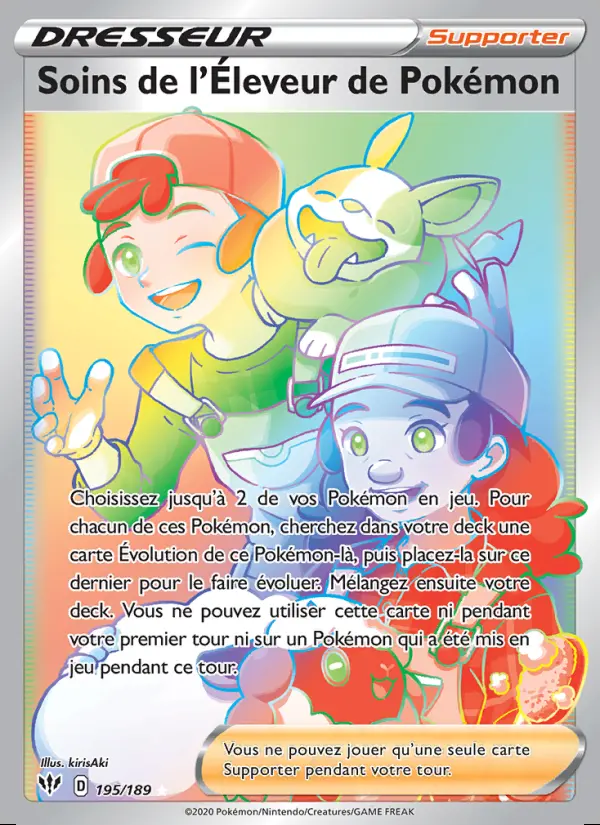 DRESSEUR
Supporter
Soins de l'Éleveur de Pokémon
Choisissez jusqu'à 2 de vos Pokémon en jeu. Pour
chacun de ces Pokémon, cherchez dans votre deck une
carte Évolution de ce Pokémon-là, puis placez-la sur ce
dernier pour le faire évoluer. Mélangez ensuite votre
deck. Vous ne pouvez utiliser cette carte ni pendant
votre premier tour ni sur un Pokémon qui a été mis en
jeu pendant ce tour.
Vous ne pouvez jouer qu'une seule carte
Supporter pendant votre tour.
Illus. kirisAki
D 195/189
©2020 Pokémon/Nintendo/Creatures/GAME FREAK